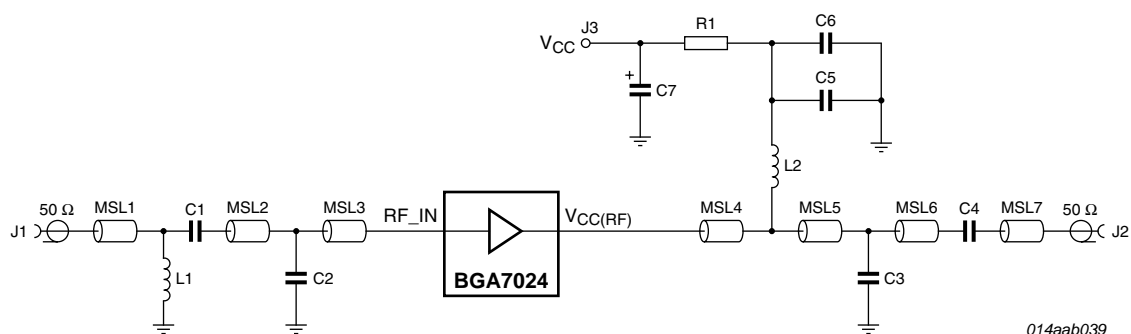 J3
V_CC
R1
C6
+
C7
C5
L2
J1
50 Ω
MSL1
C1
MSL2
MSL3
RF_IN
BGA7024
V_CC(RF)
MSL4
MSL5
MSL6
C4
MSL7
50 Ω
J2
L1
C2
C3
014aab039